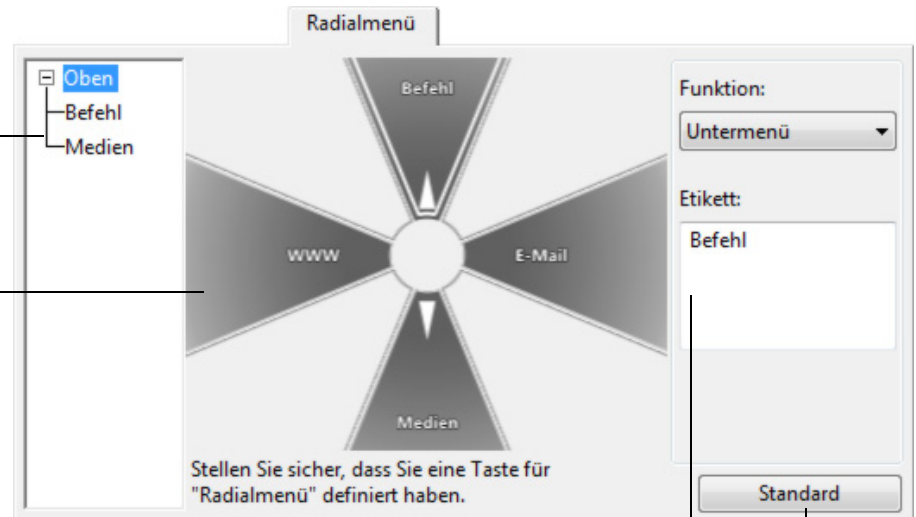 Radialmenü
Oben
Befehl
Medien
Befehl
WWW
E-Mail
Medien
Stellen Sie sicher, dass Sie eine Taste für
"Radialmenü" definiert haben.
Funktion:
Untermenü
Etikett:
Befehl
Standard